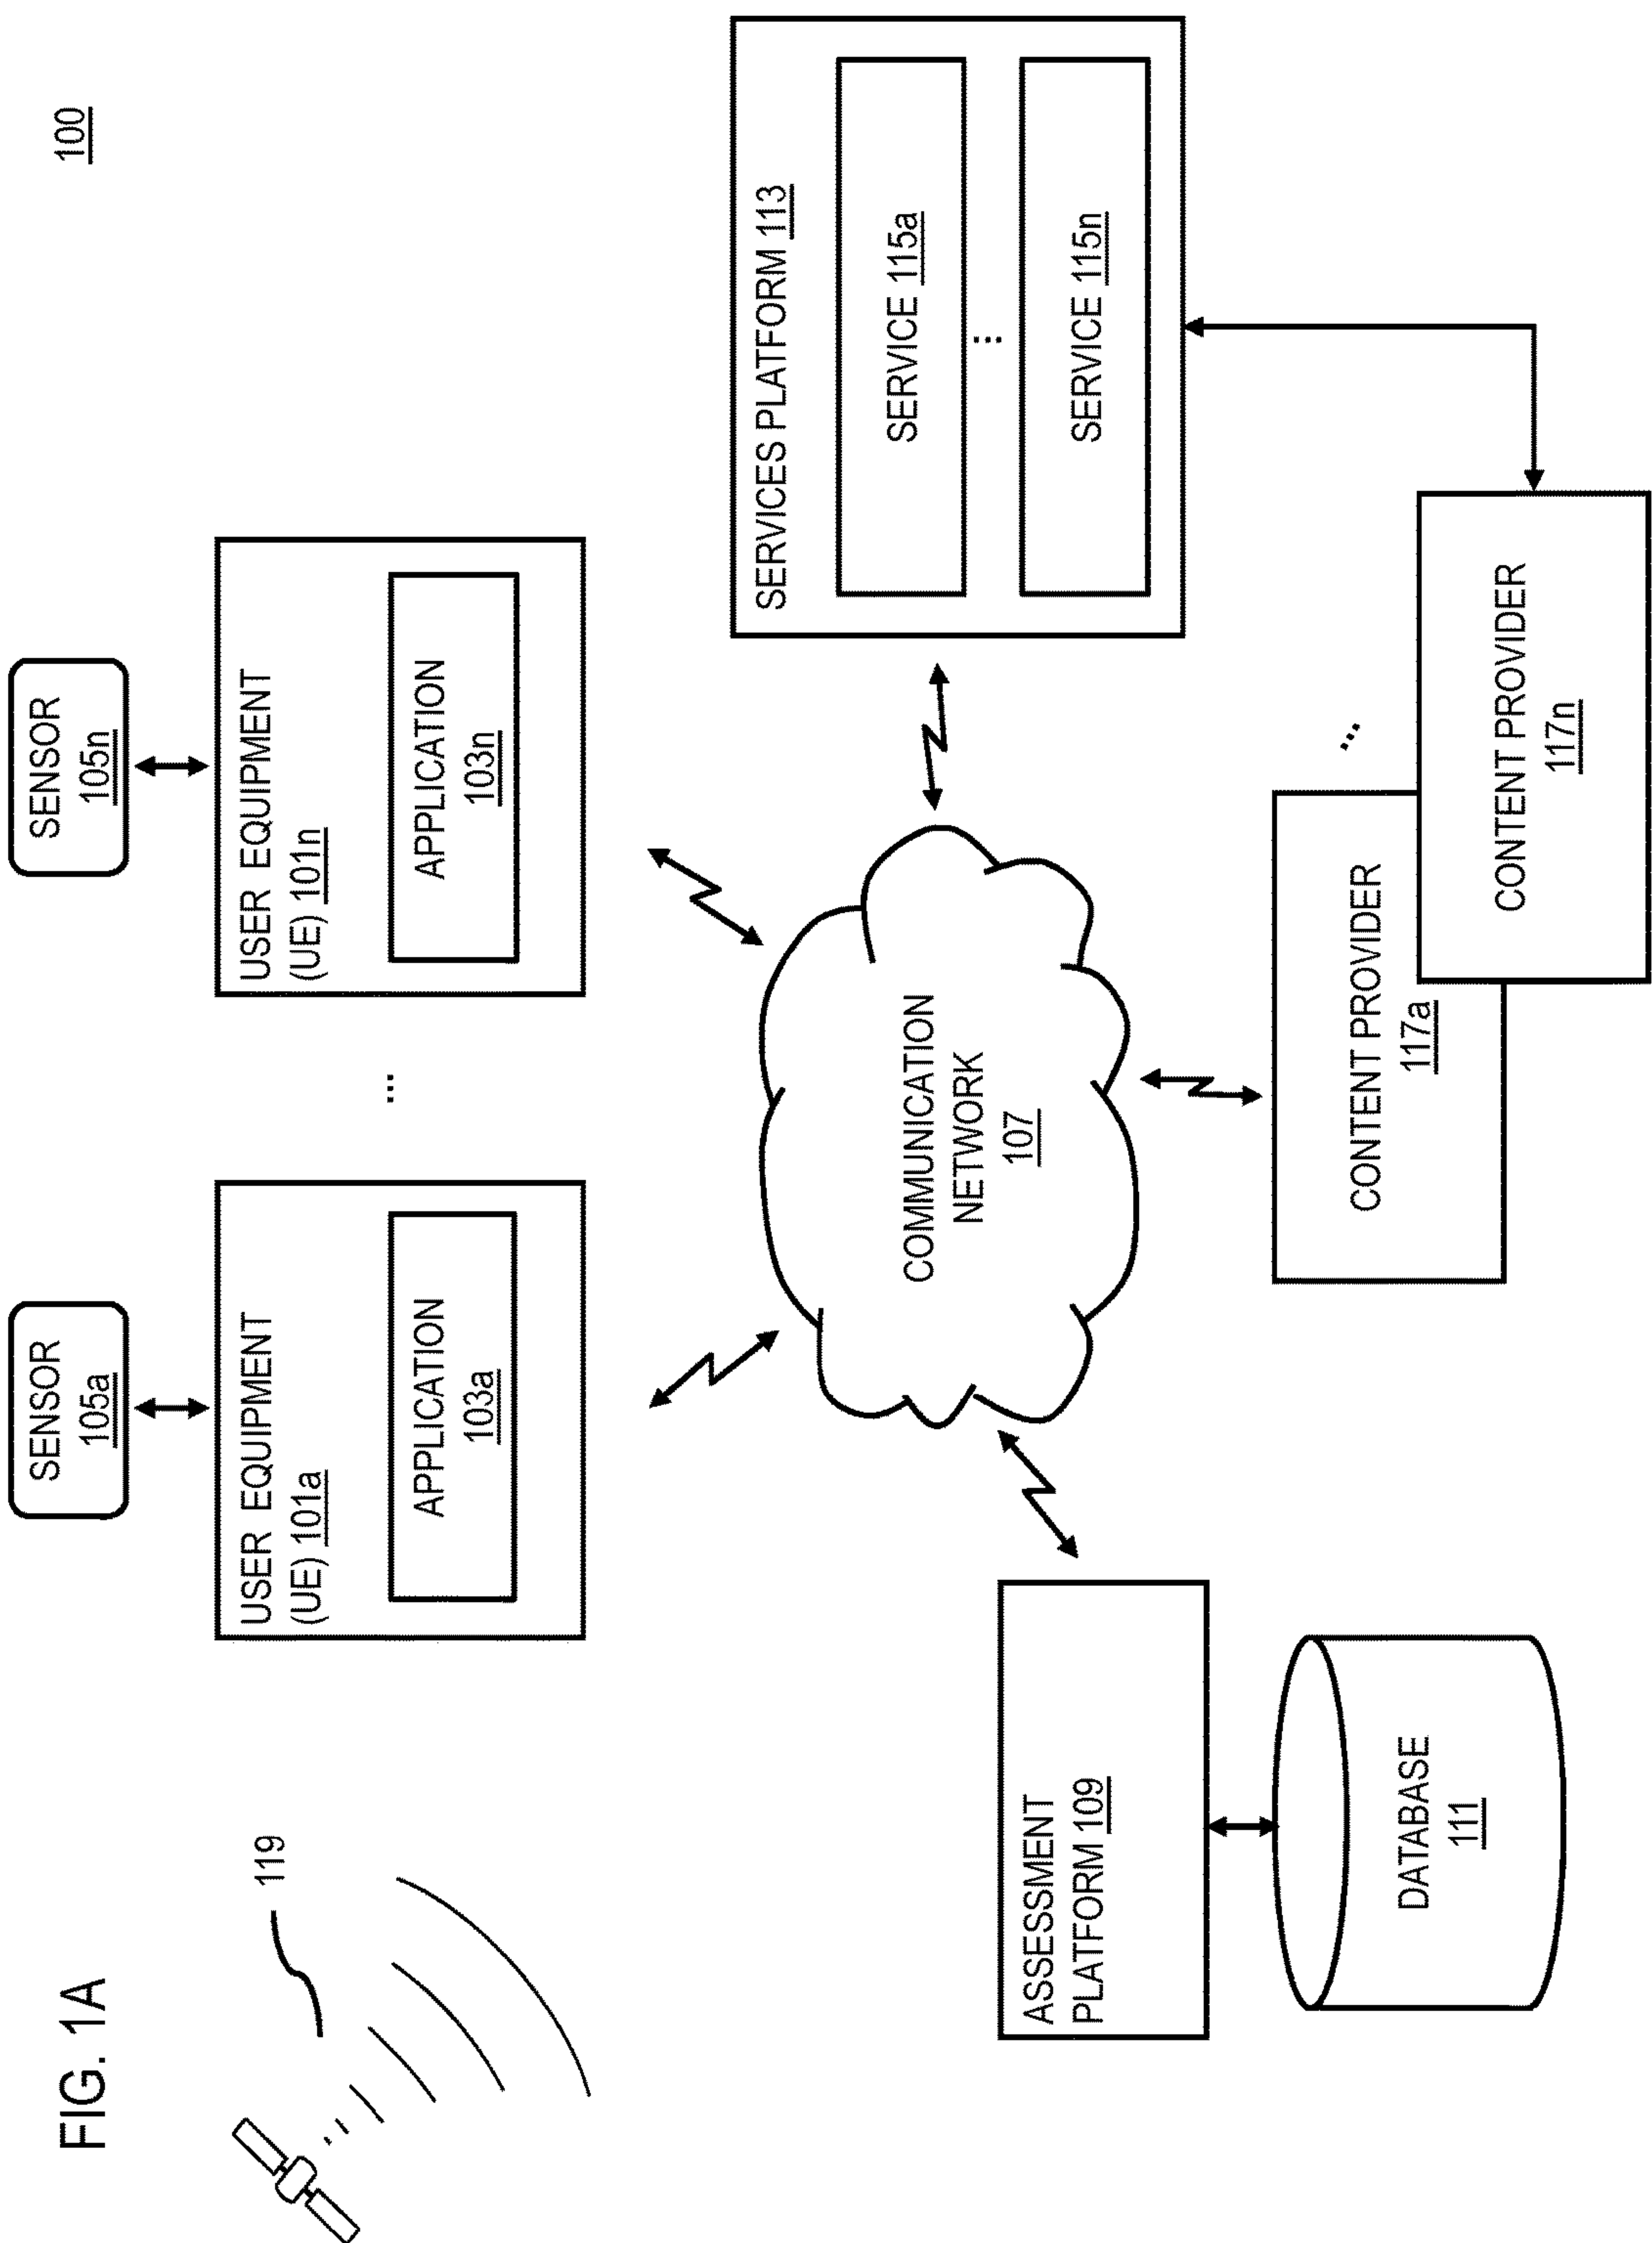 FIG. 1A
100
119
SENSOR
105a
SENSOR
105n
USER EQUIPMENT
(UE) 101a
APPLICATION
103a
...
USER EQUIPMENT
(UE) 101n
APPLICATION
103n
COMMUNICATION
NETWORK
107
SERVICES PLATFORM 113
SERVICE 115a
...
SERVICE 115n
ASSESSMENT
PLATFORM 109
DATABASE
111
CONTENT PROVIDER
117a
...
CONTENT PROVIDER
117n